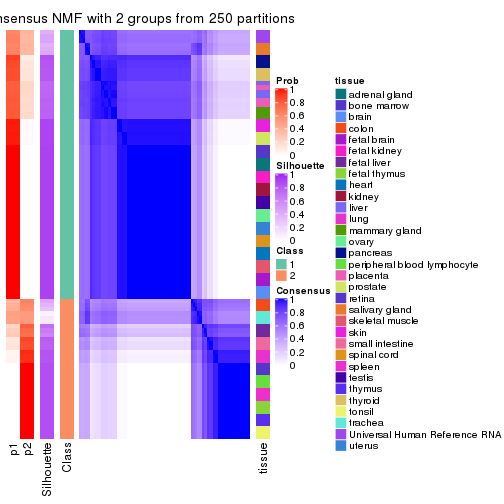 nsensus NMF with 2 groups from 250 partitions
Prob
1
0.8
0.6
0.4
0.2
0
Silhouette
1
0.8
0.6
0.4
0.2
0
Class
1
2
Consensus
1
0.8
0.6
0.4
0.2
0
tissue
adrenal gland
bone marrow
brain
colon
fetal brain
fetal kidney
fetal liver
fetal thymus
heart
kidney
liver
lung
mammary gland
ovary
pancreas
peripheral blood lymphocyte
placenta
prostate
retina
salivary gland
skeletal muscle
skin
small intestine
spinal cord
spleen
testis
thymus
thyroid
tonsil
trachea
Universal Human Reference RNA
uterus
p1
p2
Silhouette
Class
tissue